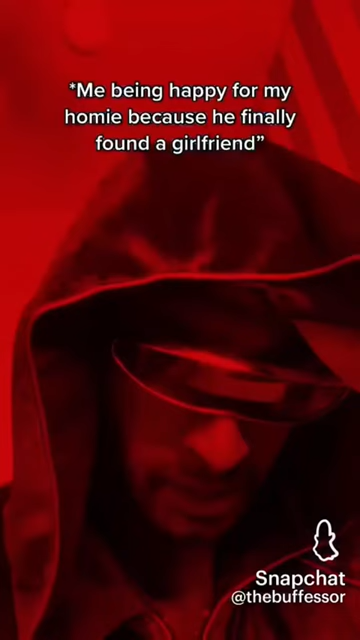 *Me being happy for my
homie because he finally
found a girlfriend”
Snapchat
@thebuffessor